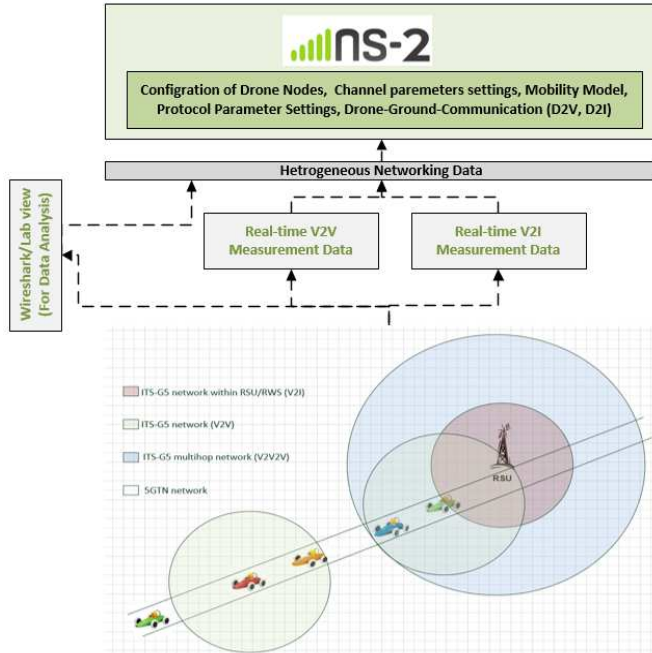 ns-2
Configration of Drone Nodes, Channel paremeters settings, Mobility Model,
Protocol Parameter Settings, Drone-Ground-Communication (D2V, D2I)
Hetrogeneous Networking Data
Wireshark/Lab view
(For Data Analysis)
Real-time V2V
Measurement Data
Real-time V2I
Measurement Data
ITS-G5 network within RSU/RWS (V2I)
ITS-G5 network (V2V)
ITS-G5 multihop network (V2V2V)
5GTN network
RSU